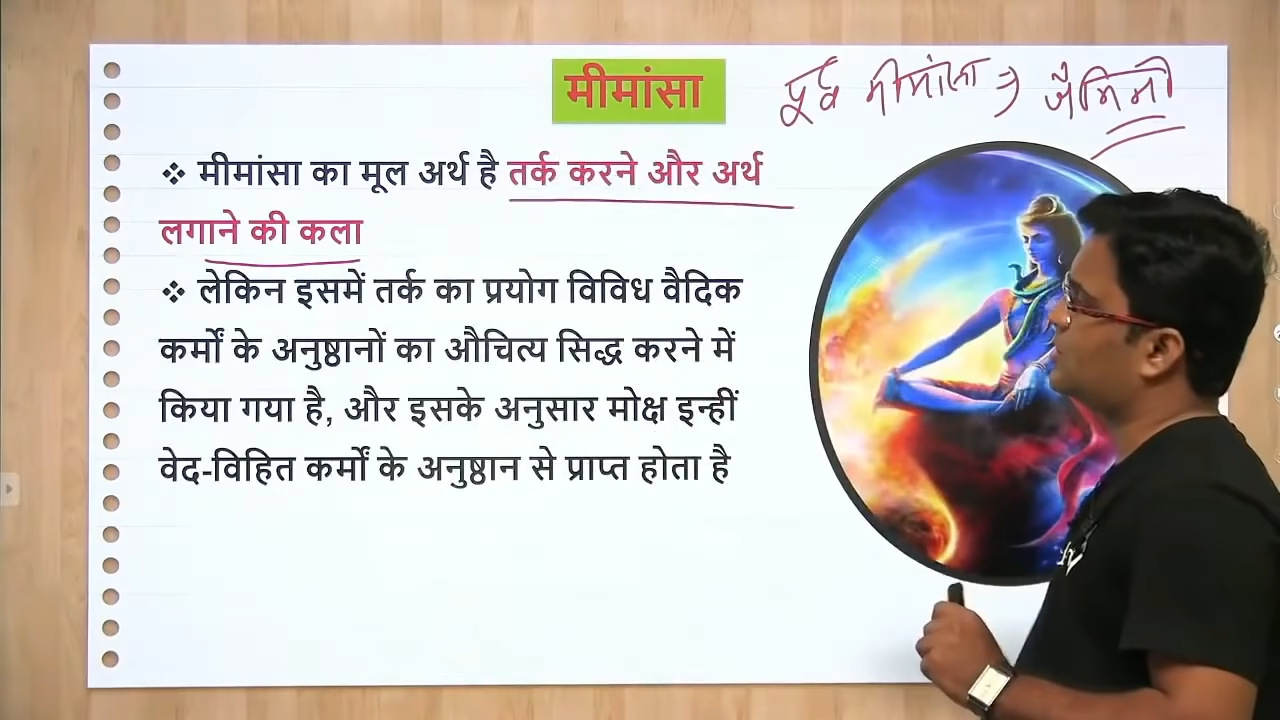 मीमांसा
पूर्व मीमांसा ⇒ जैमिनी
❖ मीमांसा का मूल अर्थ है तर्क करने और अर्थ
लगाने की कला
❖ लेकिन इसमें तर्क का प्रयोग विविध वैदिक
कर्मों के अनुष्ठानों का औचित्य सिद्ध करने में
किया गया है, और इसके अनुसार मोक्ष इन्हीं
वेद-विहित कर्मों के अनुष्ठान से प्राप्त होता है